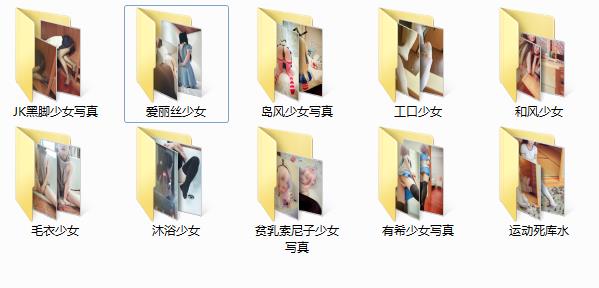 JK黑脚少女写真
爱丽丝少女
岛风少女写真
工口少女
和风少女
毛衣少女
沐浴少女
贫乳索尼子少女
写真
有希少女写真
运动死库水